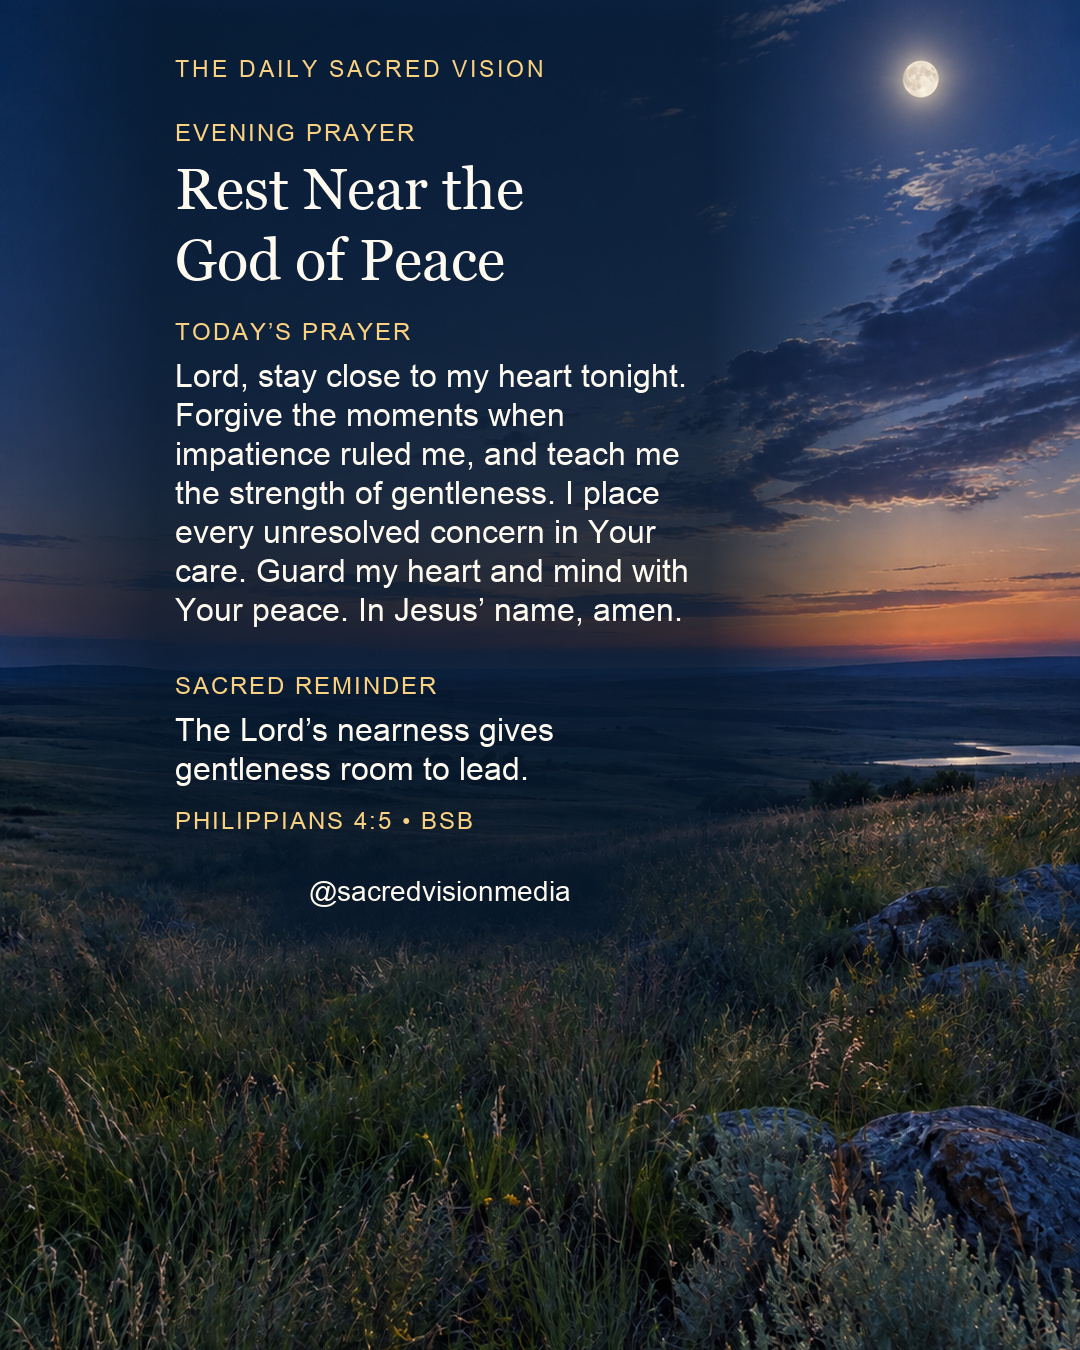 THE DAILY SACRED VISION
EVENING PRAYER
Rest Near the
God of Peace
TODAY’S PRAYER
Lord, stay close to my heart tonight.
Forgive the moments when
impatience ruled me, and teach me
the strength of gentleness. I place
every unresolved concern in Your
care. Guard my heart and mind with
Your peace. In Jesus’ name, amen.
SACRED REMINDER
The Lord’s nearness gives
gentleness room to lead.
PHILIPPIANS 4:5 • BSB
@sacredvisionmedia